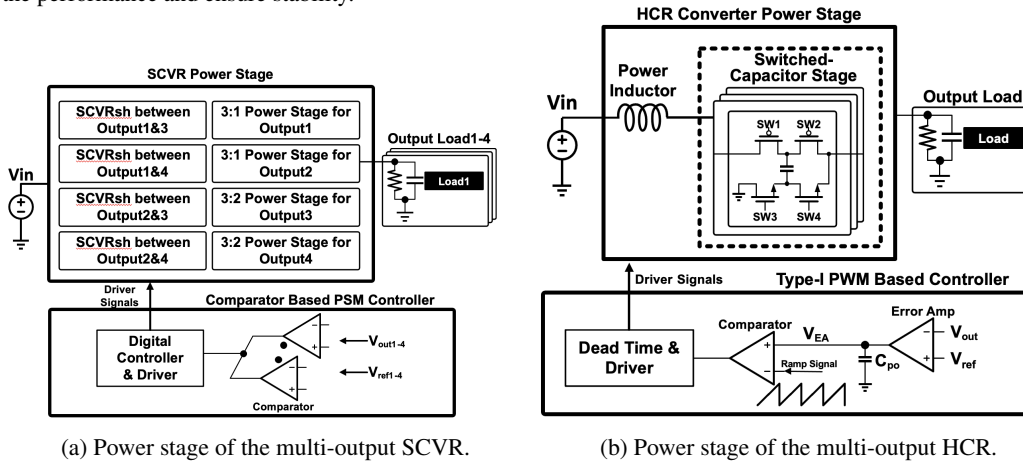 the performance and ensure stability.
SCVR Power Stage
SCVRsh between
Output1&3
3:1 Power Stage for
Output1
SCVRsh between
Output1&4
3:1 Power Stage for
Output2
SCVRsh between
Output2&3
3:2 Power Stage for
Output3
SCVRsh between
Output2&4
3:2 Power Stage for
Output4
Vin
Output Load1-4
Load1
Driver
Signals
Comparator Based PSM Controller
Digital
Controller
& Driver
Vout1-4
Vref1-4
Comparator
(a) Power stage of the multi-output SCVR.
HCR Converter Power Stage
Switched-
Capacitor Stage
Power
Inductor
Vin
SW1 SW2
SW3 SW4
Output Load
Load
Driver Signals
Type-I PWM Based Controller
Dead Time &
Driver
Comparator
VEA
Ramp Signal
Cpo
Error Amp
Vout
Vref
(b) Power stage of the multi-output HCR.